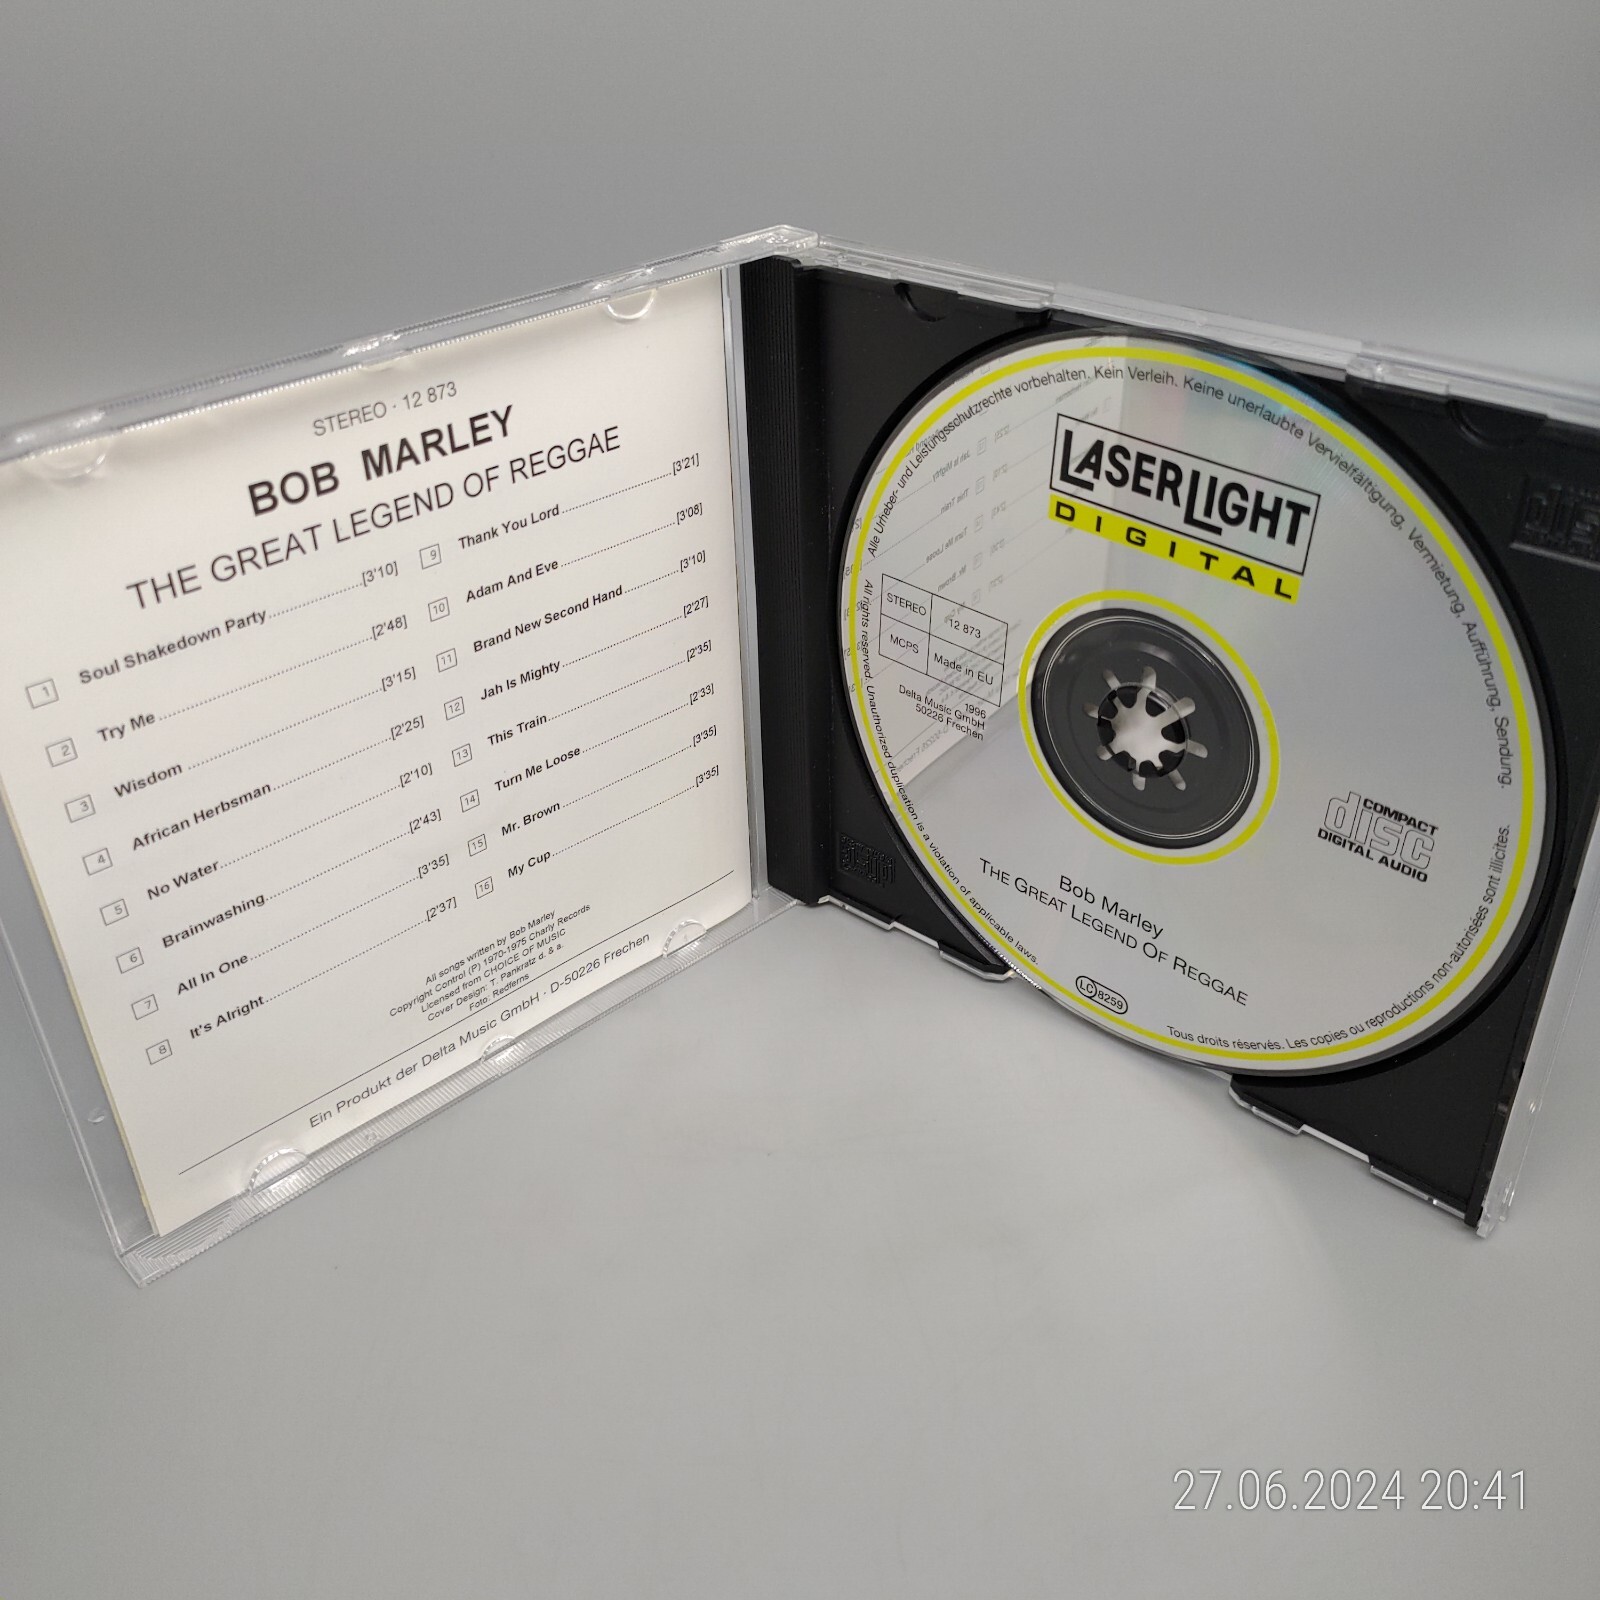 STEREO · 12 873
BOB MARLEY
THE GREAT LEGEND OF REGGAE
1 Soul Shakedown Party [3'10]
2 Try Me [2'48]
3 Wisdom [3'15]
4 African Herbsman [2'25]
5 No Water [2'10]
6 Brainwashing [2'43]
7 All In One [3'35]
8 It's Alright [2'37]
9 Thank You Lord [3'21]
10 Adam And Eve [3'08]
11 Brand New Second Hand [3'10]
12 Jah Is Mighty [2'27]
13 This Train [2'35]
14 Turn Me Loose [2'33]
15 Mr. Brown [3'35]
16 My Cup [3'35]
All songs written by Bob Marley
Copyright Control (P) 1970-1975 Charly Records
Licensed from CHOICE OF MUSIC
Cover Design: T. Pankratz d. & a.
Foto: Redferns
Ein Produkt der Delta Music GmbH · D-50226 Frechen
Alle Urheber- und Leistungsschutzrechte vorbehalten. Kein Verleih. Keine unerlaubte Vervielfältigung, Vermietung, Aufführung, Sendung.
LASERLIGHT
DIGITAL
STEREO 12 873
MCPS Made in EU
1996
Delta Music GmbH
50226 Frechen
COMPACT
disc
DIGITAL AUDIO
Bob Marley
THE GREAT LEGEND OF REGGAE
LC 8259
All rights reserved. Unauthorized duplication is a violation of applicable laws.
Tous droits réservés. Les copies ou reproductions non-autorisées sont illicites.
27.06.2024 20:41